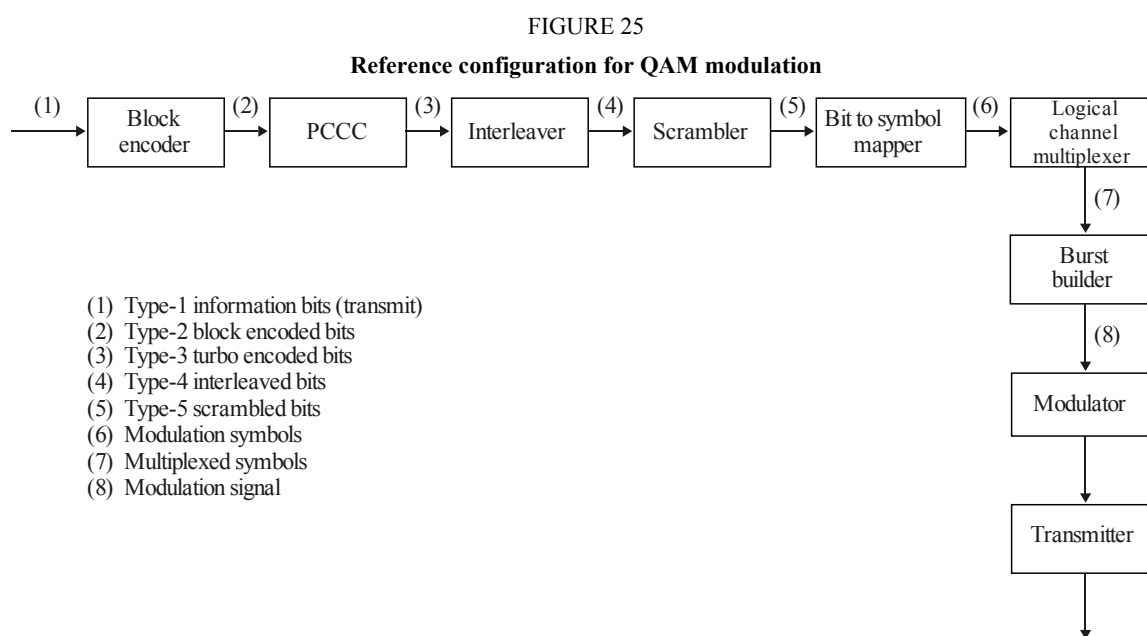 FIGURE 25
Reference configuration for QAM modulation
(1)
Block
encoder
(2)
PCCC
(3)
Interleaver
(4)
Scrambler
(5)
Bit to symbol
mapper
(6)
Logical
channel
multiplexer
(7)
Burst
builder
(8)
Modulator
Transmitter
(1) Type-1 information bits (transmit)
(2) Type-2 block encoded bits
(3) Type-3 turbo encoded bits
(4) Type-4 interleaved bits
(5) Type-5 scrambled bits
(6) Modulation symbols
(7) Multiplexed symbols
(8) Modulation signal